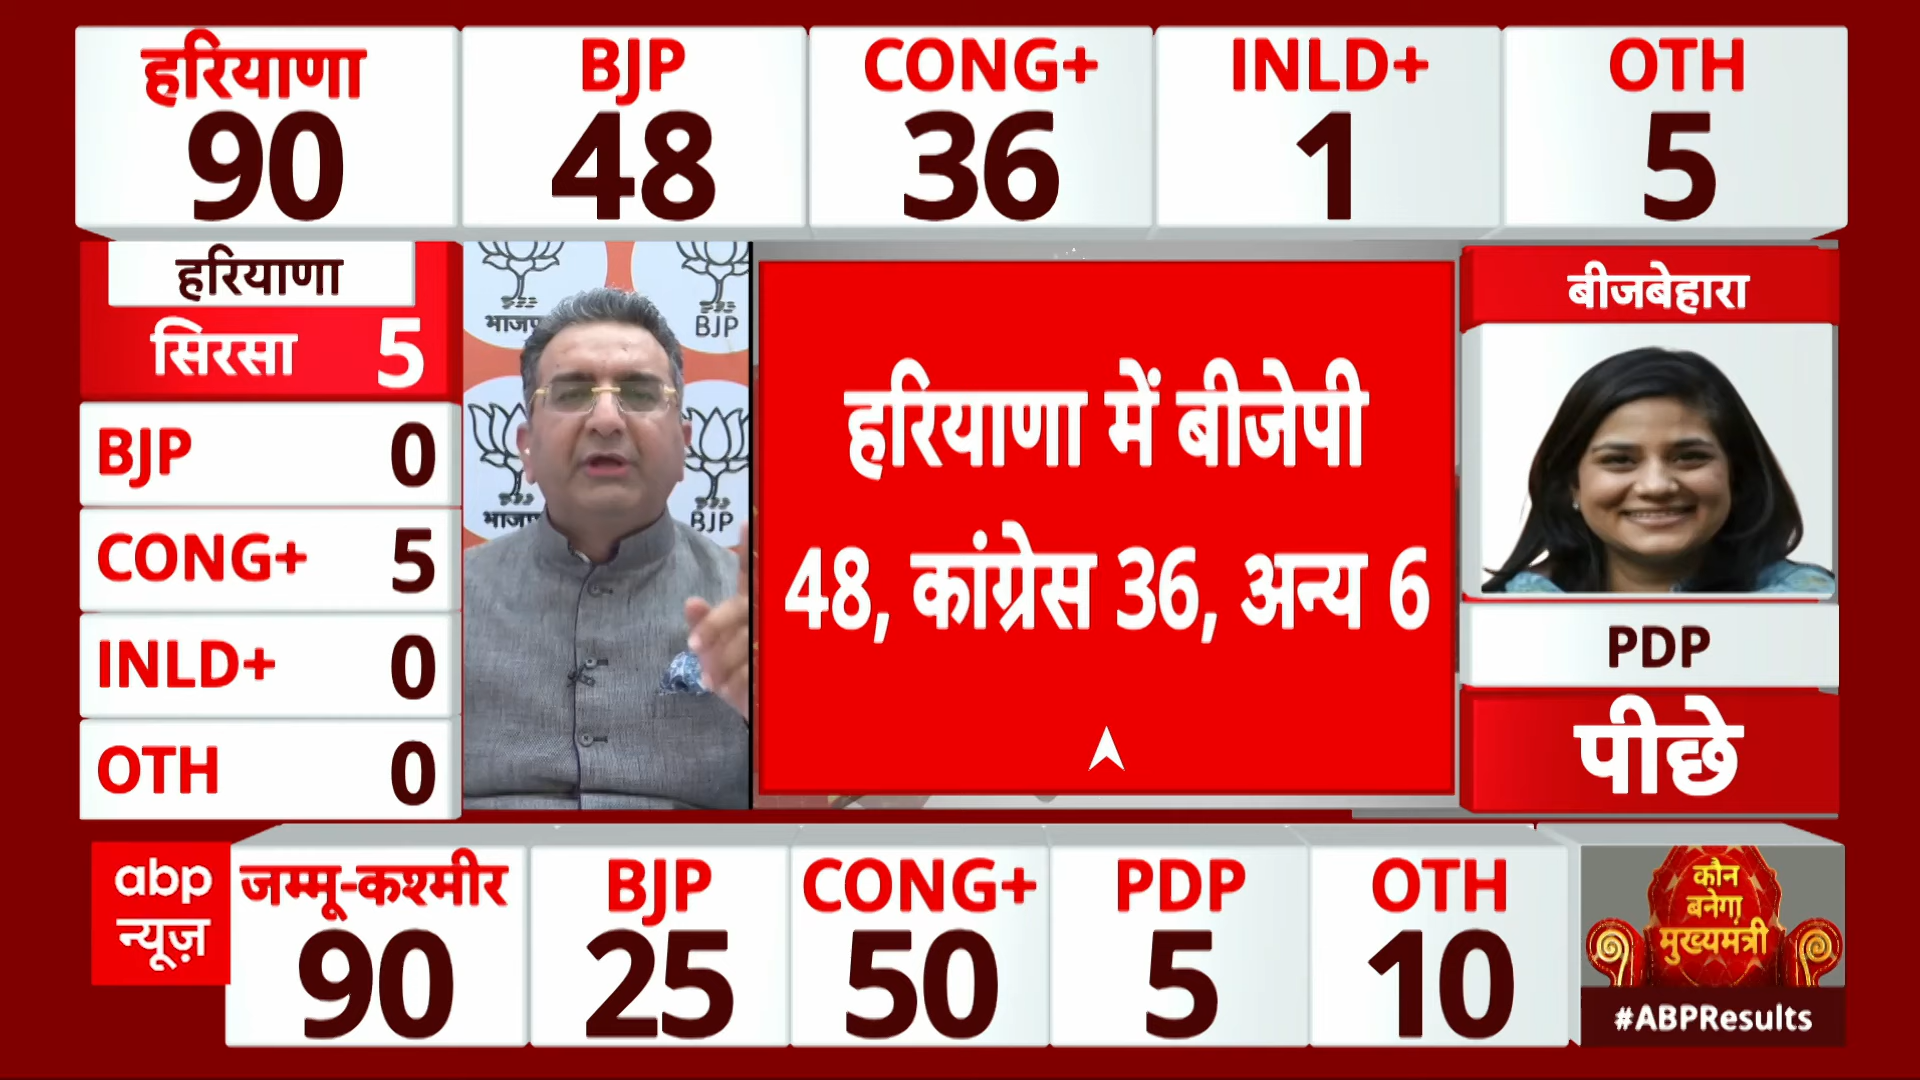 हरियाणा BJP CONG+ INLD+ OTH
90 48 36 1 5
हरियाणा
सिरसा 5
BJP 0
CONG+ 5
INLD+ 0
OTH 0
BJP
भाजपा BJP
हरियाणा में बीजेपी
48, कांग्रेस 36, अन्य 6
बीजबेहारा
PDP
पीछे
abp
न्यूज़
जम्मू-कश्मीर BJP CONG+ PDP OTH
90 25 50 5 10
कौन
बनेगा
मुख्यमंत्री
#ABPResults